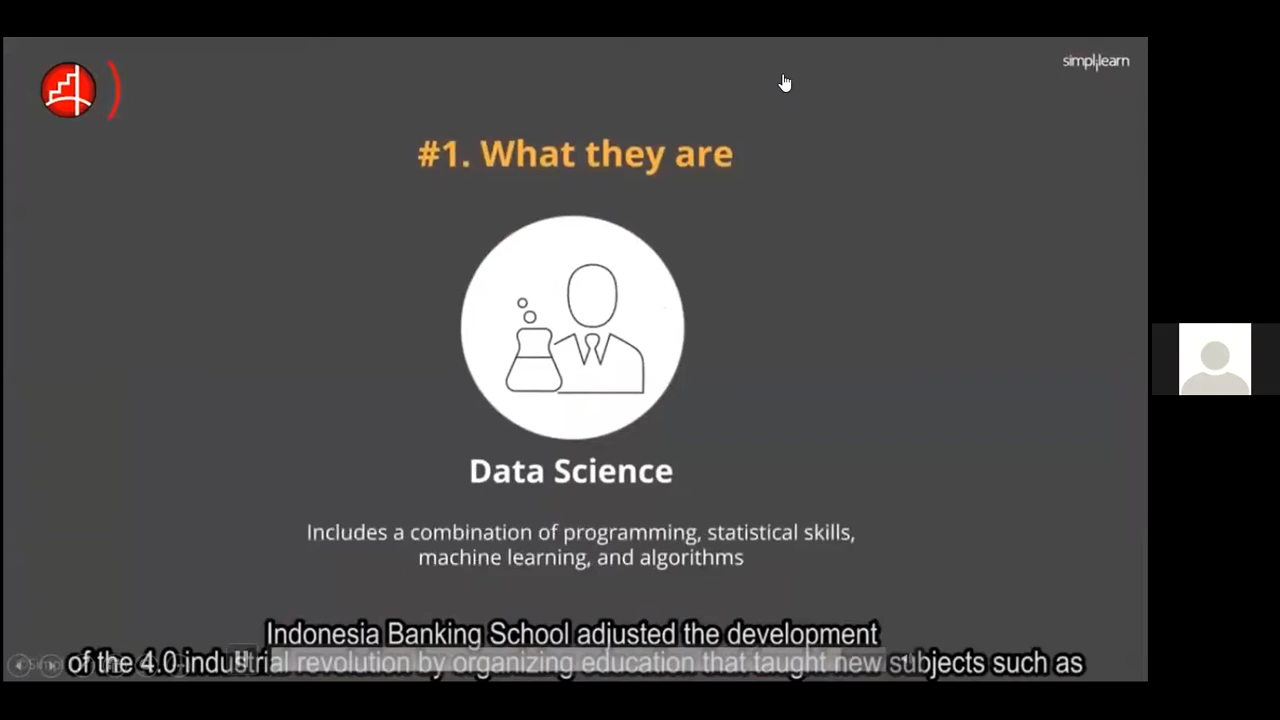 simplilearn
#1. What they are
Data Science
Includes a combination of programming, statistical skills,
machine learning, and algorithms
Indonesia Banking School adjusted the development
of the 4.0 industrial revolution by organizing education that taught new subjects such as